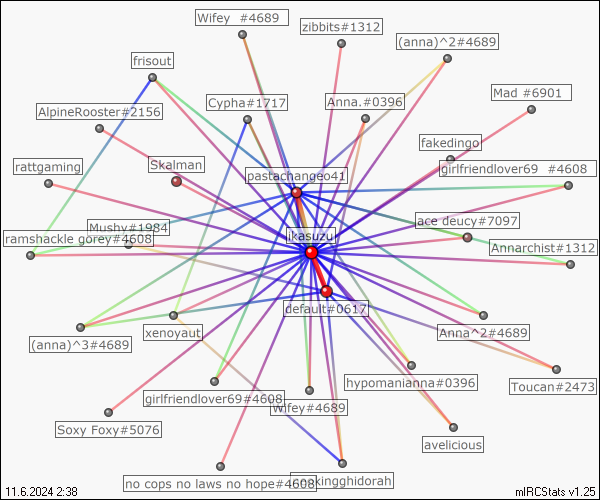 Wifey #4689
zibbits#1312
(anna)^2#4689
frisout
Mad #6901
Cypha#1717
Anna.#0396
AlpineRooster#2156
fakedingo
rattgaming
Skalman
girlfriendlover69 #4608
pastachangeo41
ace deucy#7097
Mushy#1984
ikasuzu
ramshackle gorey#4608
Annarchist#1312
default#0617
xenoyaut
Anna^2#4689
(anna)^3#4689
hypomanianna#0396
Toucan#2473
girlfriendlover69#4608
Wifey#4689
Soxy Foxy#5076
avelicious
no cops no laws no hope#4608
kingghidorah
11.6.2024 2:38
mIRCStats v1.25